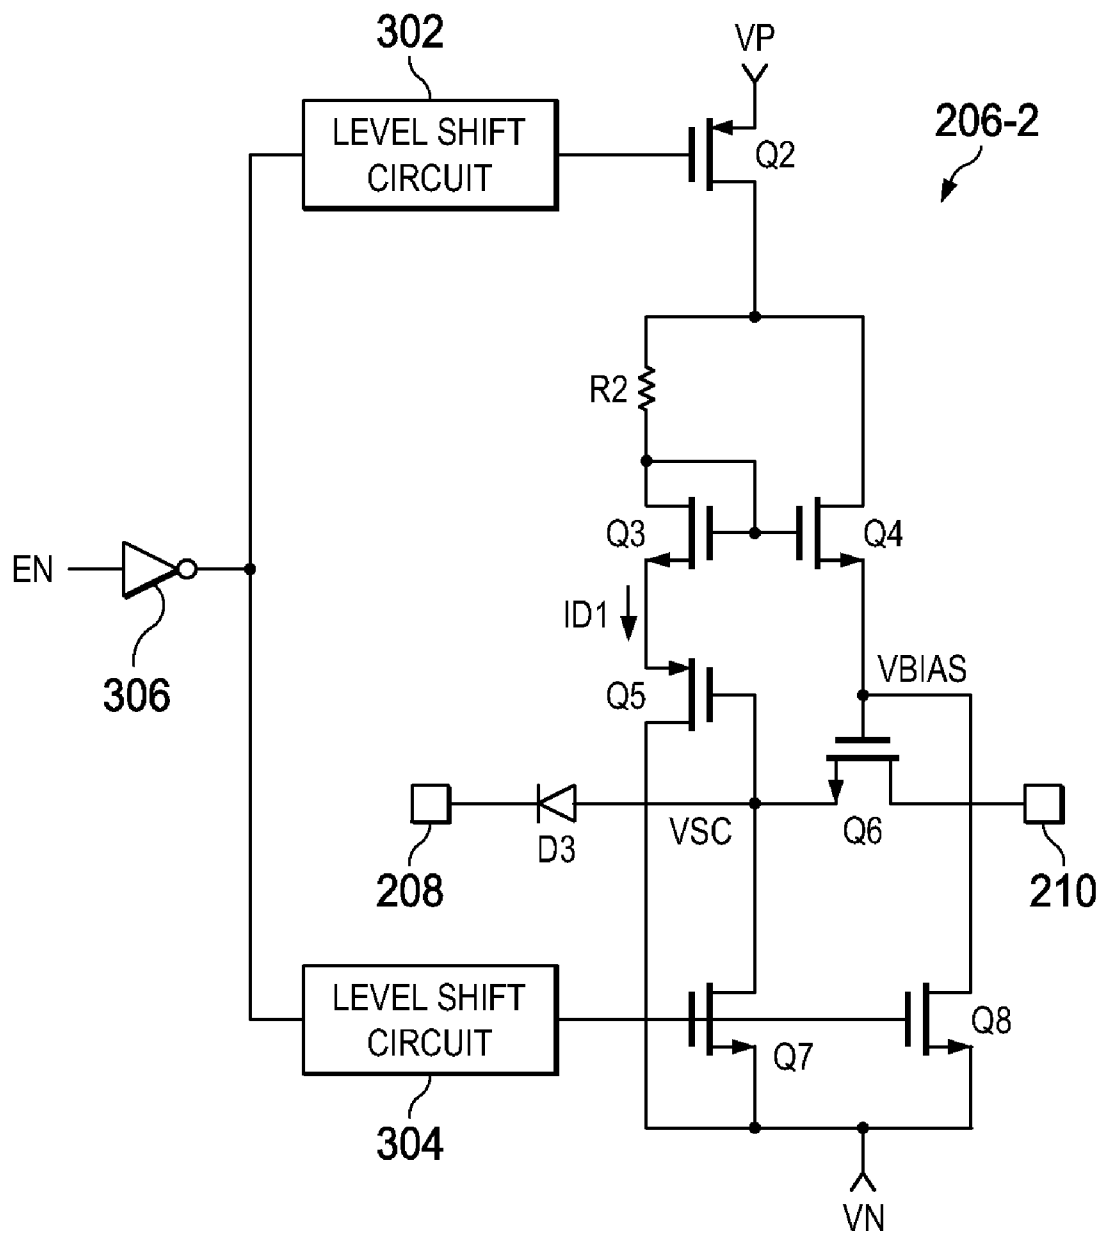 302
VP
LEVEL SHIFT
CIRCUIT
206-2
Q2
R2
Q3
Q4
EN
ID1
306
Q5
VBIAS
D3
VSC
Q6
208
210
LEVEL SHIFT
CIRCUIT
Q7
Q8
304
VN